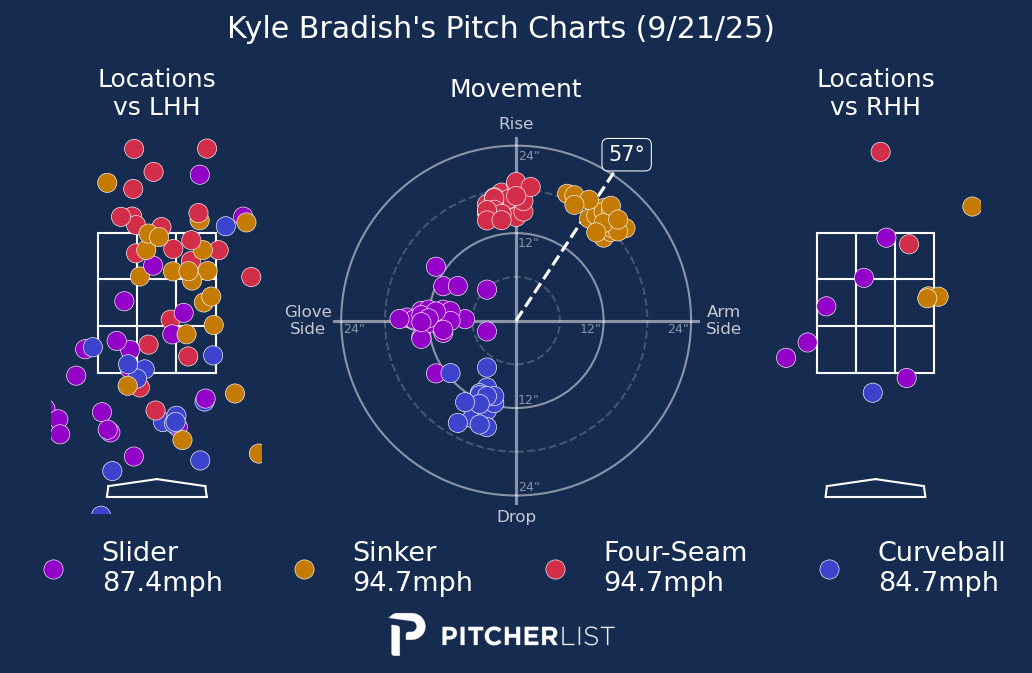 Kyle Bradish's Pitch Charts (9/21/25)
Locations
vs LHH
Movement
Locations
vs RHH
Rise
57°
24"
12"
Glove
Side
24"
12"
24"
Arm
Side
12"
24"
Drop
Slider
87.4mph
Sinker
94.7mph
Four-Seam
94.7mph
Curveball
84.7mph
PITCHERLIST